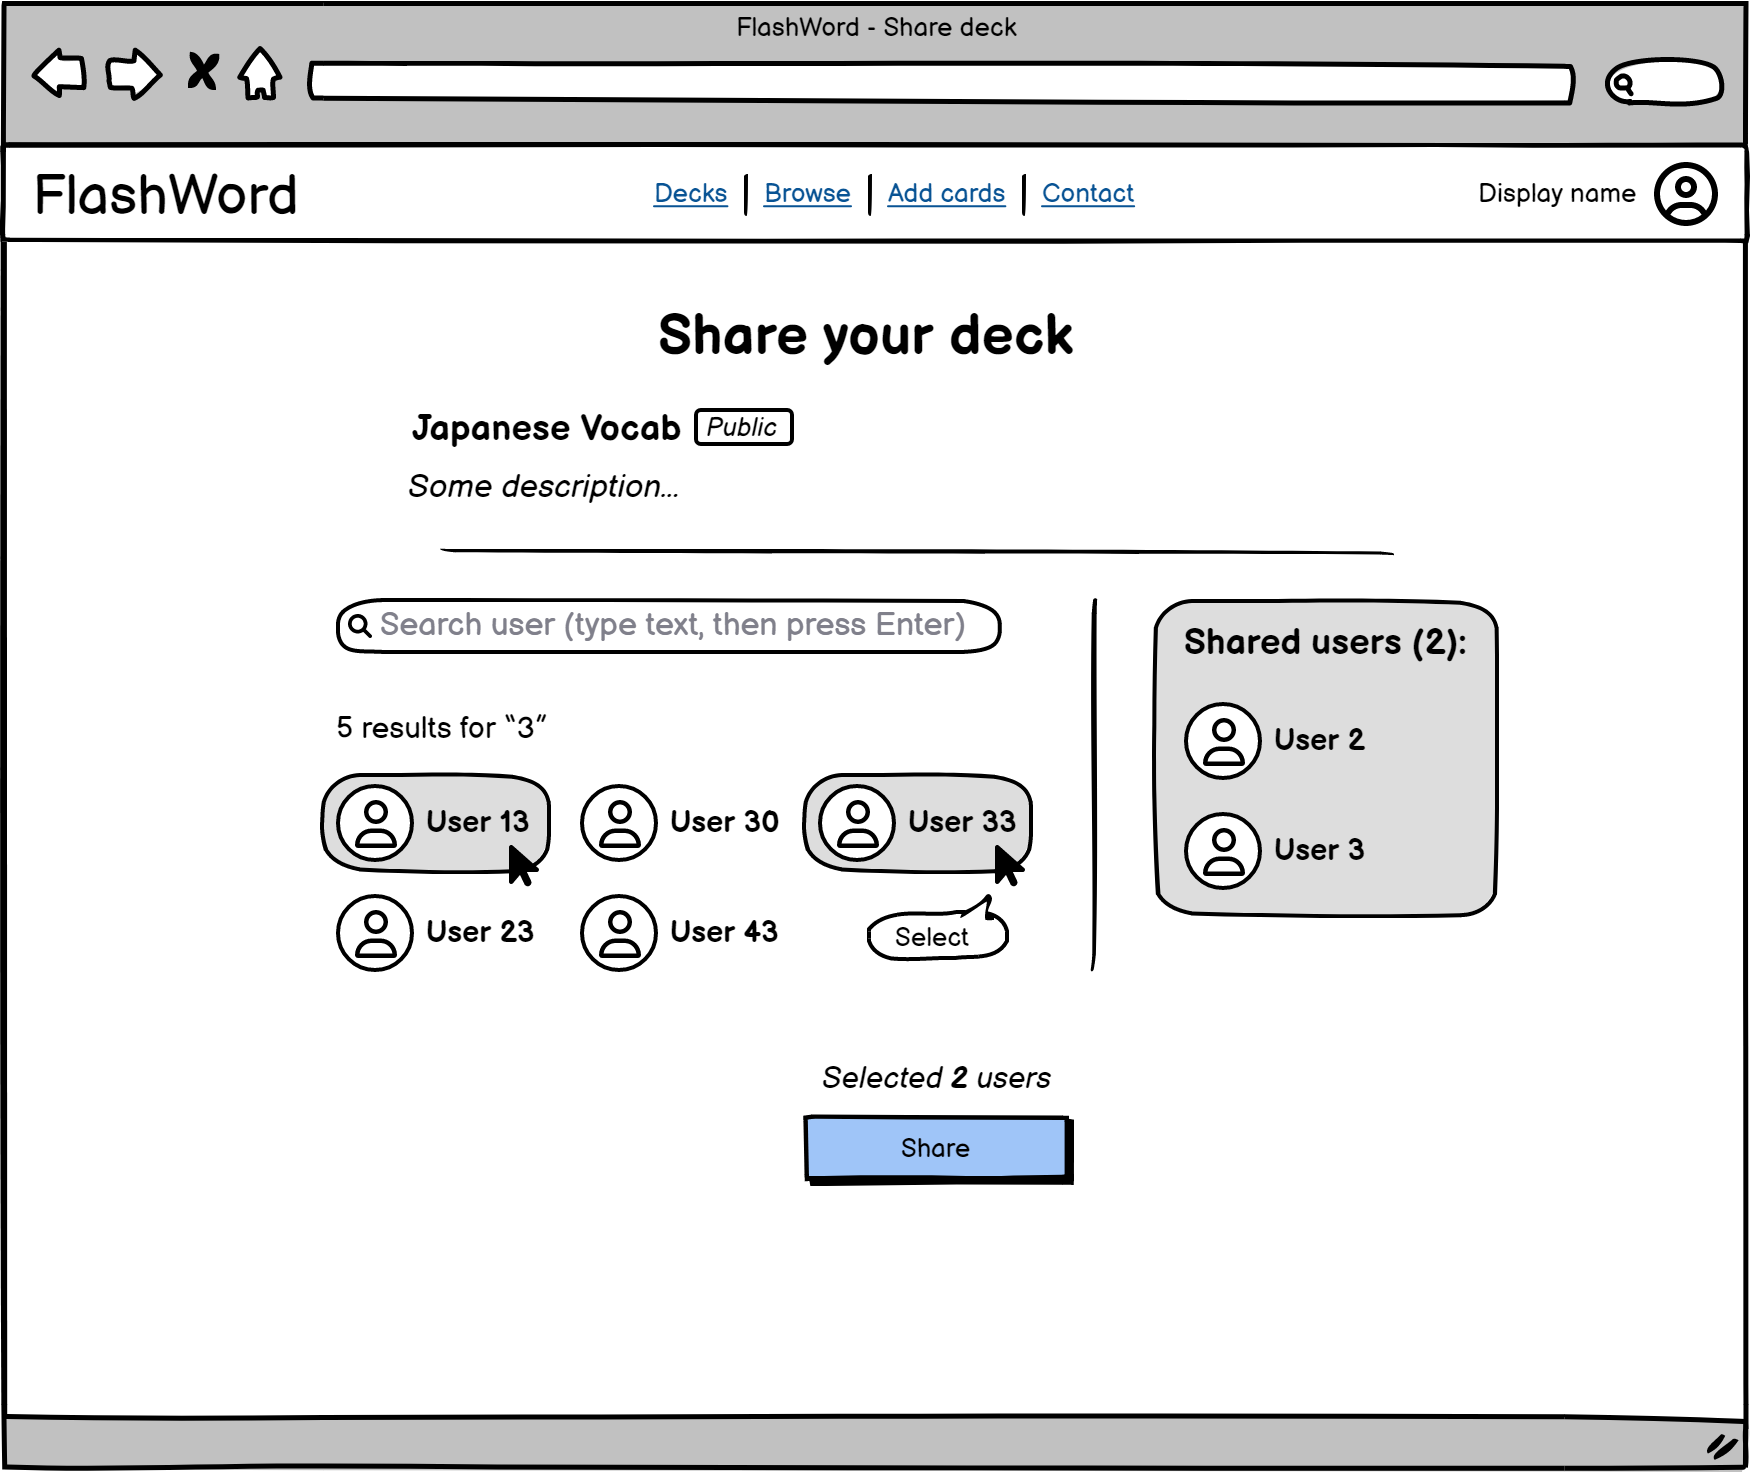 FlashWord - Share deck
FlashWord
Decks
Browse
Add cards
Contact
Display name
Share your deck
Japanese Vocab
Public
Some description...
Search user (type text, then press Enter)
5 results for “3”
User 13
User 30
User 33
User 23
User 43
Select
Shared users (2):
User 2
User 3
Selected 2 users
Share